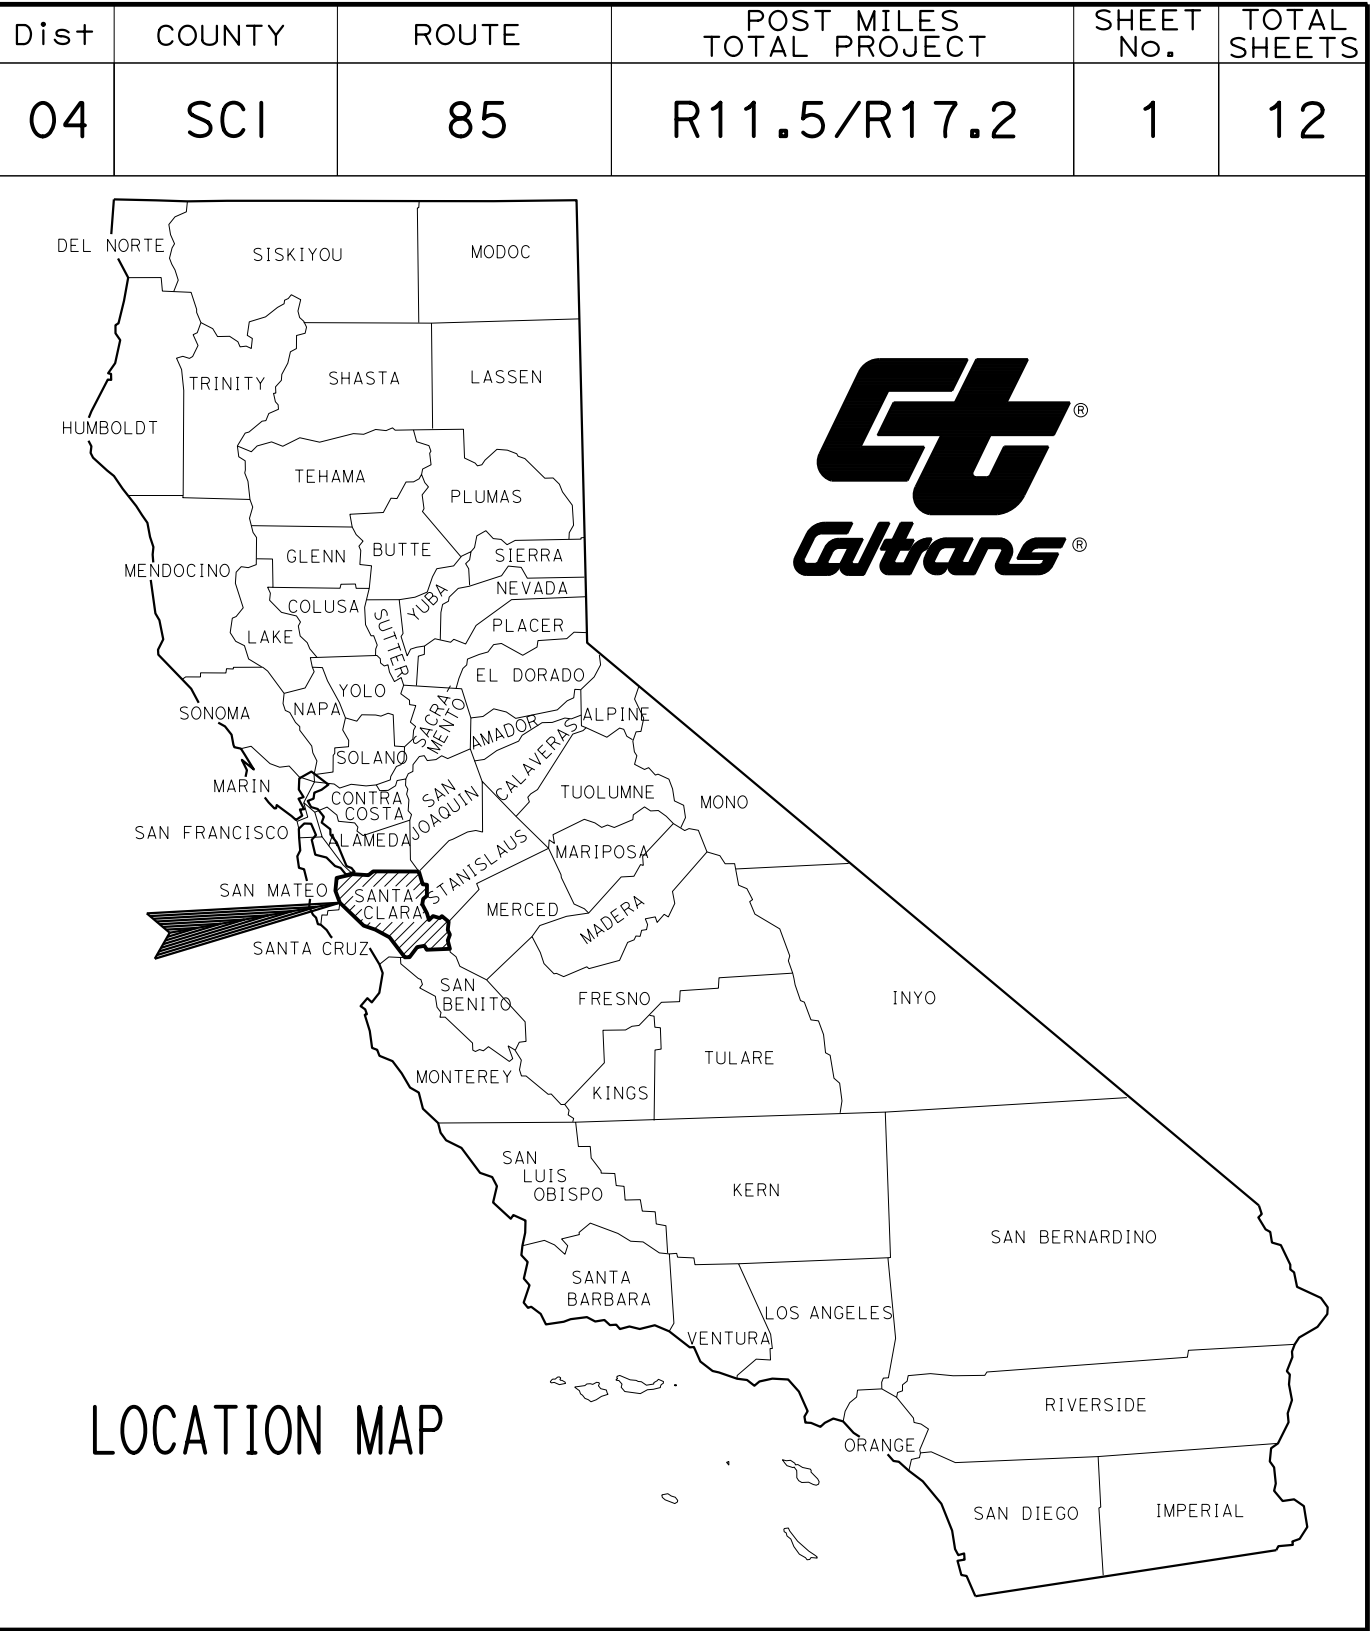 Dist COUNTY ROUTE POST MILES TOTAL PROJECT SHEET No. TOTAL SHEETS
04 SCl 85 R11.5/R17.2 1 12
DEL NORTE
SISKIYOU
MODOC
TRINITY
SHASTA
LASSEN
HUMBOLDT
TEHAMA
PLUMAS
Ct®
Caltrans®
MENDOCINO
GLENN
BUTTE
SIERRA
NEVADA
COLUSA
SUTTER
YUBA
PLACER
LAKE
EL DORADO
YOLO
SONOMA
NAPA
SACRA-
MENTO
AMADOR
ALPINE
SOLANO
CALAVERAS
MARIN
CONTRA
COSTA
SAN
JOAQUIN
TUOLUMNE
MONO
SAN FRANCISCO
ALAMEDA
STANISLAUS
MARIPOSA
SAN MATEO
SANTA
CLARA
MERCED
MADERA
SANTA CRUZ
SAN
BENITO
FRESNO
INYO
MONTEREY
KINGS
TULARE
SAN
LUIS
OBISPO
KERN
SAN BERNARDINO
SANTA
BARBARA
VENTURA
LOS ANGELES
RIVERSIDE
ORANGE
SAN DIEGO
IMPERIAL
LOCATION MAP